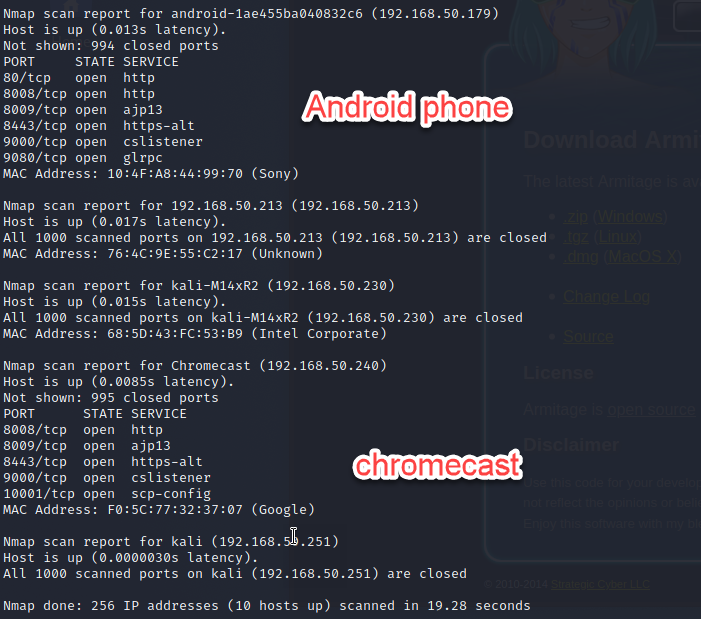 Nmap scan report for android-1ae455ba040832c6 (192.168.50.179)
Host is up (0.013s latency).
Not shown: 994 closed ports
PORT     STATE SERVICE
80/tcp   open  http
8008/tcp open  http
8009/tcp open  ajp13
8443/tcp open  https-alt
9000/tcp open  cslistener
9080/tcp open  glrpc
MAC Address: 10:4F:A8:44:99:70 (Sony)
Android phone
Nmap scan report for 192.168.50.213 (192.168.50.213)
Host is up (0.017s latency).
All 1000 scanned ports on 192.168.50.213 (192.168.50.213) are closed
MAC Address: 76:4C:9E:55:C2:17 (Unknown)
Nmap scan report for kali-M14xR2 (192.168.50.230)
Host is up (0.015s latency).
All 1000 scanned ports on kali-M14xR2 (192.168.50.230) are closed
MAC Address: 68:5D:43:FC:53:B9 (Intel Corporate)
Nmap scan report for Chromecast (192.168.50.240)
Host is up (0.0085s latency).
Not shown: 995 closed ports
PORT      STATE SERVICE
8008/tcp  open  http
8009/tcp  open  ajp13
8443/tcp  open  https-alt
9000/tcp  open  cslistener
10001/tcp open  scp-config
MAC Address: F0:5C:77:32:37:07 (Google)
chromecast
Nmap scan report for kali (192.168.50.251)
Host is up (0.0000030s latency).
All 1000 scanned ports on kali (192.168.50.251) are closed
Nmap done: 256 IP addresses (10 hosts up) scanned in 19.28 seconds
Download Armi
The latest Armitage is
.zip (Windows)
.tgz (Linux)
.dmg (MacOS X)
Change Log
Source
License
Armitage is open source
Disclaimer
Use this code for your
not reflect the opinions or
Enjoy this software with my
© 2010-2014 Strategic Cyber LLC